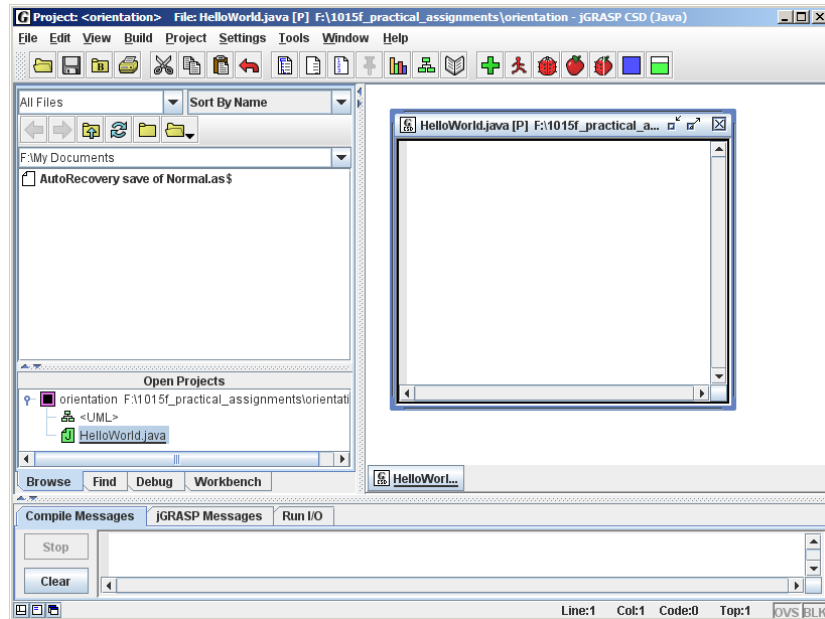 Project: <orientation>   File: HelloWorld.java [P]  F:\1015f_practical_assignments\orientation - jGRASP CSD (Java)
File  Edit  View  Build  Project  Settings  Tools  Window  Help
B
All Files  Sort By Name
F:\My Documents
AutoRecovery save of Normal.as$
Open Projects
orientation  F:\1015f_practical_assignments\orientati
<UML>
HelloWorld.java
Browse  Find  Debug  Workbench
HelloWorld.java [P]  F:\1015f_practical_a...
HelloWorl...
Compile Messages  jGRASP Messages  Run I/O
Stop
Clear
Line:1  Col:1  Code:0  Top:1  OVS BLK